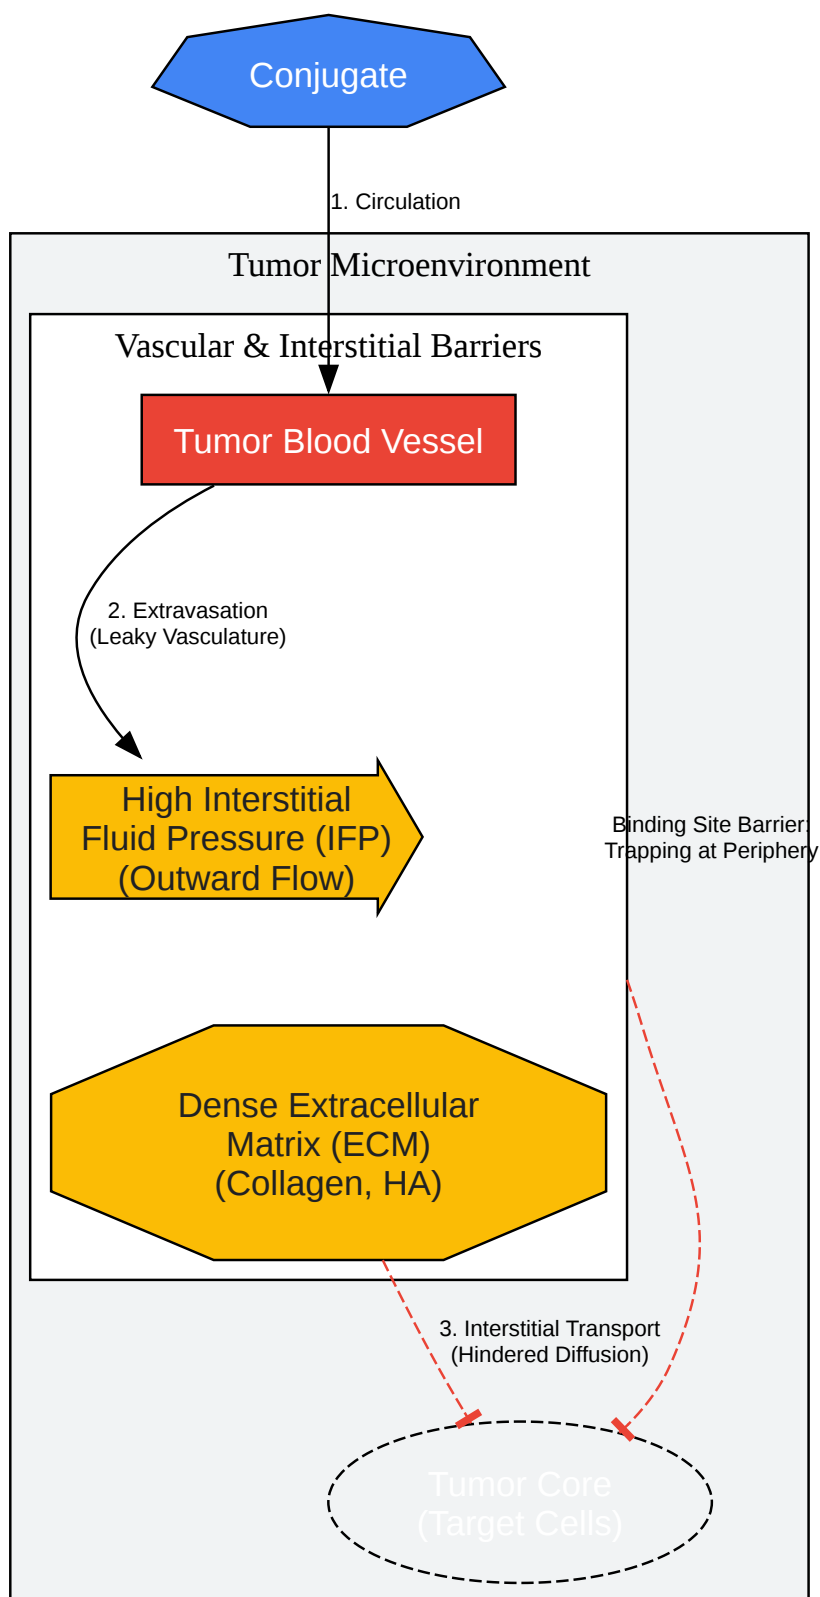 Conjugate
1. Circulation
Tumor Microenvironment
Vascular & Interstitial Barriers
Tumor Blood Vessel
2. Extravasation
(Leaky Vasculature)
High Interstitial
Fluid Pressure (IFP)
(Outward Flow)
Binding Site Barrier:
Trapping at Periphery
Dense Extracellular
Matrix (ECM)
(Collagen, HA)
3. Interstitial Transport
(Hindered Diffusion)
Tumor Core
(Target Cells)